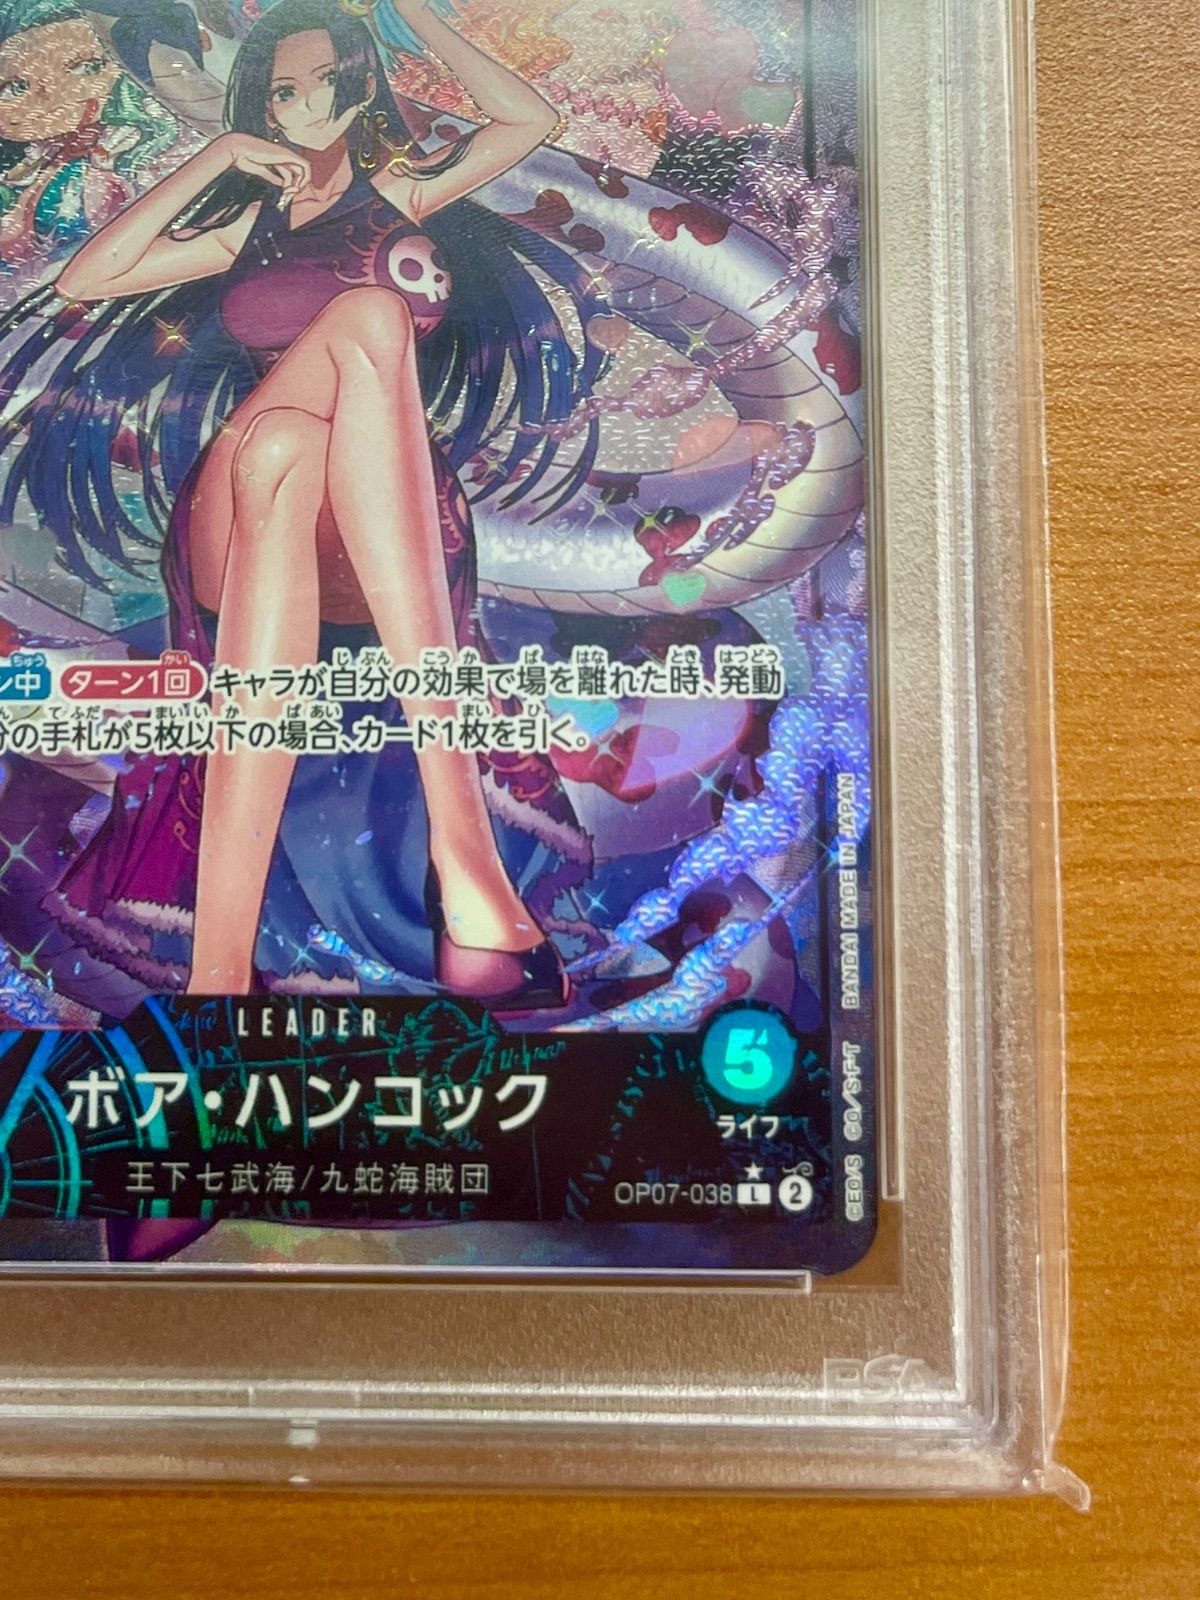 ン中 ターン1回 キャラが自分の効果で場を離れた時、発動
分の手札が5枚以下の場合、カード1枚を引く。
LEADER
5
ボア・ハンコック
ライフ
王下七武海/九蛇海賊団
OP07-038 L 2
©EO/S ©O/S,F,T BANDAI MADE IN JAPAN
PSA